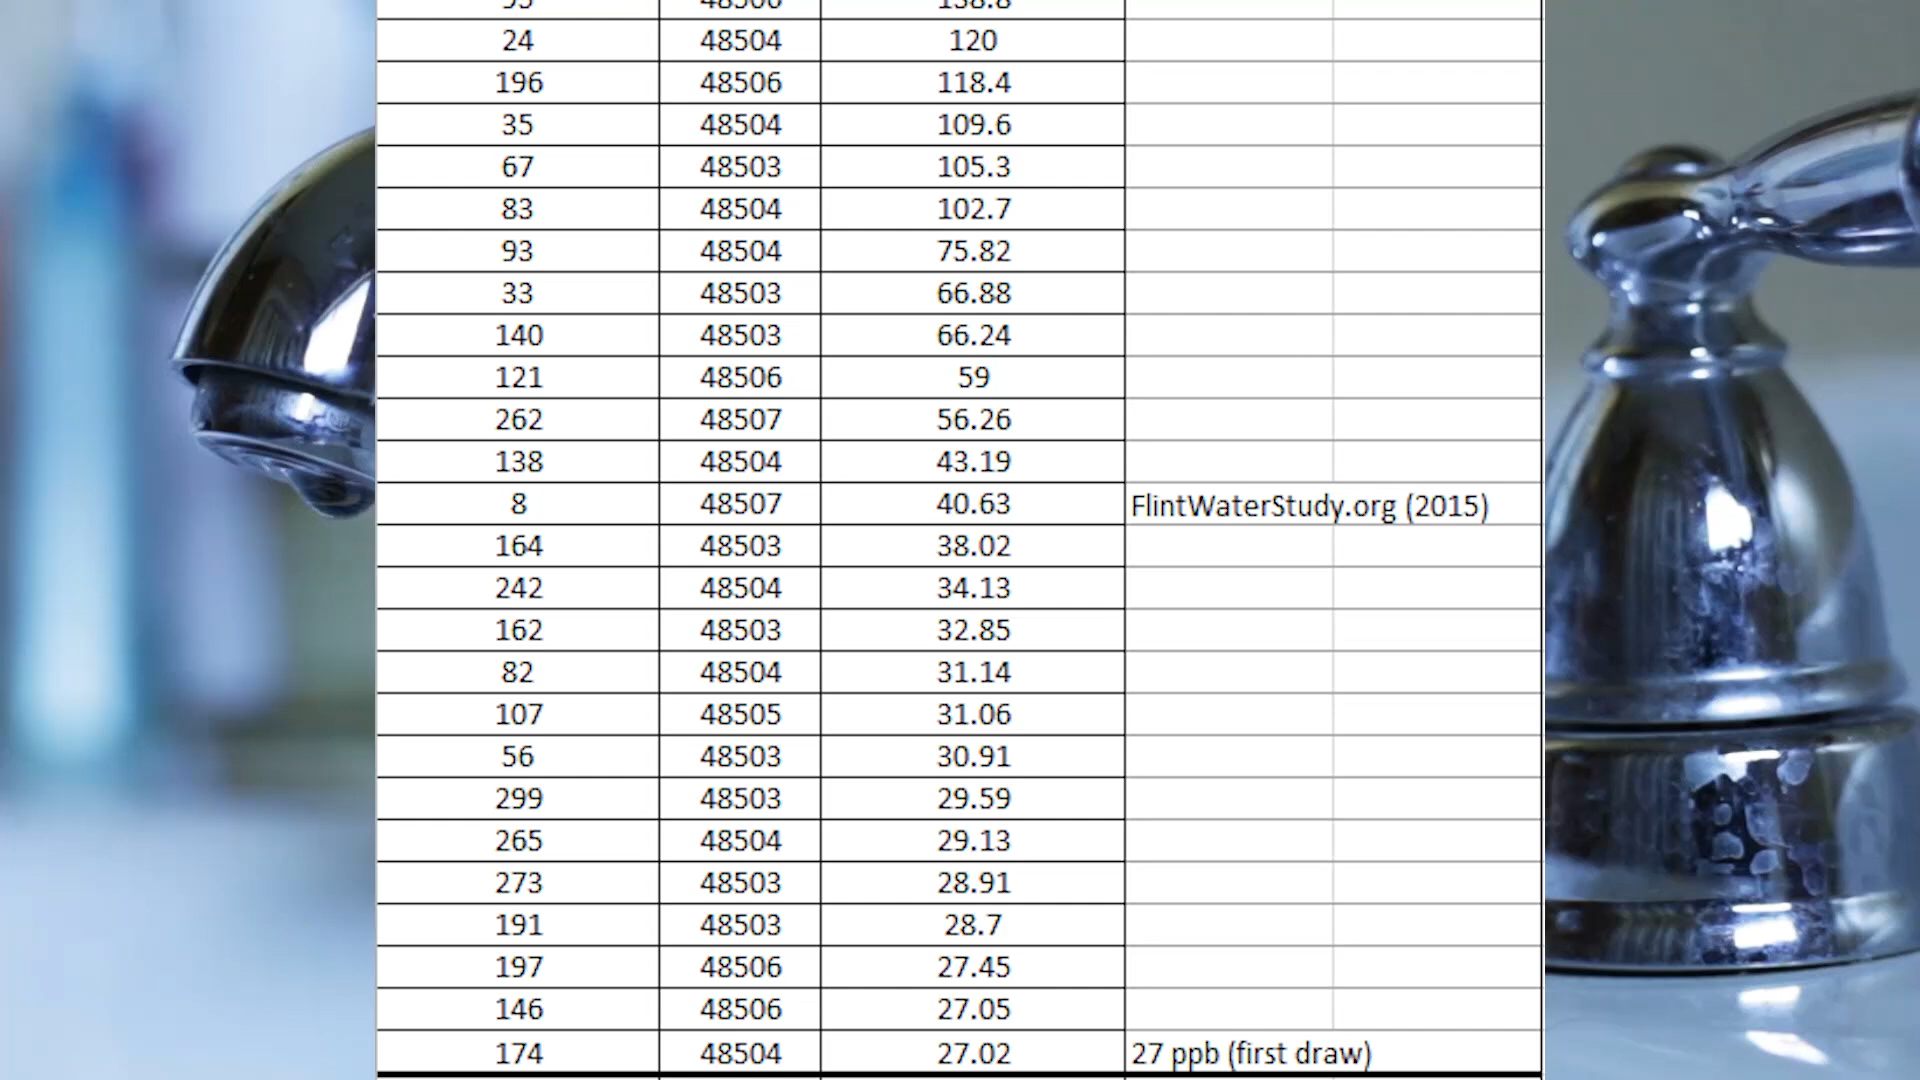 24 48504 120
196 48506 118.4
35 48504 109.6
67 48503 105.3
83 48504 102.7
93 48504 75.82
33 48503 66.88
140 48503 66.24
121 48506 59
262 48507 56.26
138 48504 43.19
8 48507 40.63 FlintWaterStudy.org (2015)
164 48503 38.02
242 48504 34.13
162 48503 32.85
82 48504 31.14
107 48505 31.06
56 48503 30.91
299 48503 29.59
265 48504 29.13
273 48503 28.91
191 48503 28.7
197 48506 27.45
146 48506 27.05
174 48504 27.02 27 ppb (first draw)